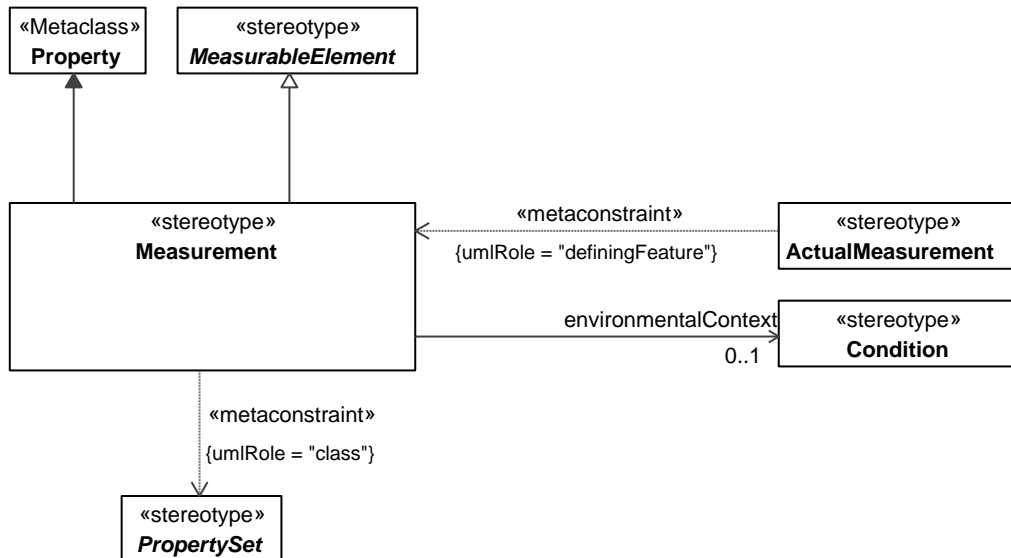 «Metaclass»
Property
«stereotype»
MeasurableElement
«stereotype»
Measurement
«metaconstraint»
{umlRole = "definingFeature"}
«stereotype»
ActualMeasurement
environmentalContext
0..1
«stereotype»
Condition
«metaconstraint»
{umlRole = "class"}
«stereotype»
PropertySet